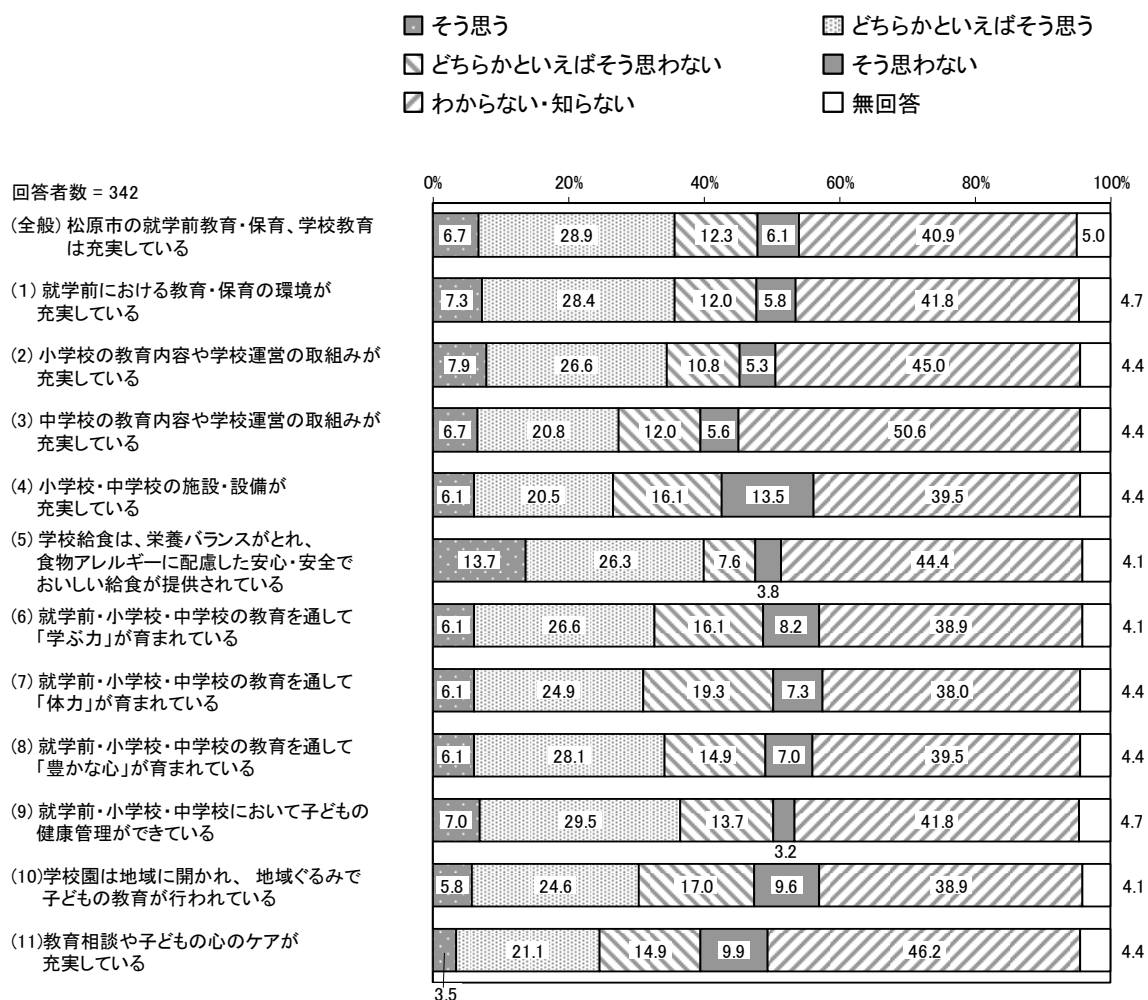 そう思う どちらかといえばそう思う
どちらかといえばそう思わない そう思わない
わからない・知らない 無回答
回答者数 = 342
0% 20% 40% 60% 80% 100%
(全般) 松原市の就学前教育・保育、学校教育
は充実している
6.7 28.9 12.3 6.1 40.9 5.0
(1) 就学前における教育・保育の環境が
充実している
7.3 28.4 12.0 5.8 41.8 4.7
(2) 小学校の教育内容や学校運営の取組みが
充実している
7.9 26.6 10.8 5.3 45.0 4.4
(3) 中学校の教育内容や学校運営の取組みが
充実している
6.7 20.8 12.0 5.6 50.6 4.4
(4) 小学校・中学校の施設・設備が
充実している
6.1 20.5 16.1 13.5 39.5 4.4
(5) 学校給食は、栄養バランスがとれ、
食物アレルギーに配慮した安心・安全で
おいしい給食が提供されている
13.7 26.3 7.6 3.8 44.4 4.1
(6) 就学前・小学校・中学校の教育を通して
「学ぶ力」が育まれている
6.1 26.6 16.1 8.2 38.9 4.1
(7) 就学前・小学校・中学校の教育を通して
「体力」が育まれている
6.1 24.9 19.3 7.3 38.0 4.4
(8) 就学前・小学校・中学校の教育を通して
「豊かな心」が育まれている
6.1 28.1 14.9 7.0 39.5 4.4
(9) 就学前・小学校・中学校において子どもの
健康管理ができている
7.0 29.5 13.7 3.2 41.8 4.7
(10)学校園は地域に開かれ、 地域ぐるみで
子どもの教育が行われている
5.8 24.6 17.0 9.6 38.9 4.1
(11)教育相談や子どもの心のケアが
充実している
3.5 21.1 14.9 9.9 46.2 4.4